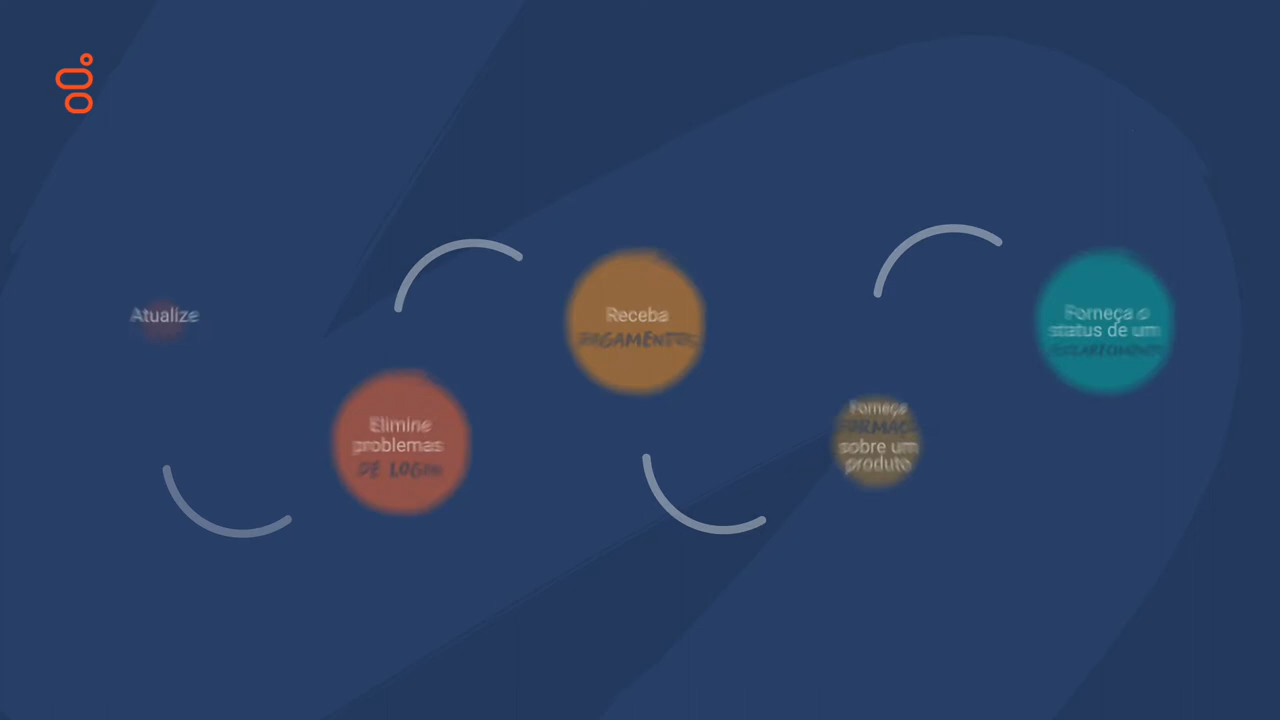 Atualize
Elimine
problemas
DE LOGIN
Receba
PAGAMENTOS
Forneça
sobre um
produto
Forneça o
status de um